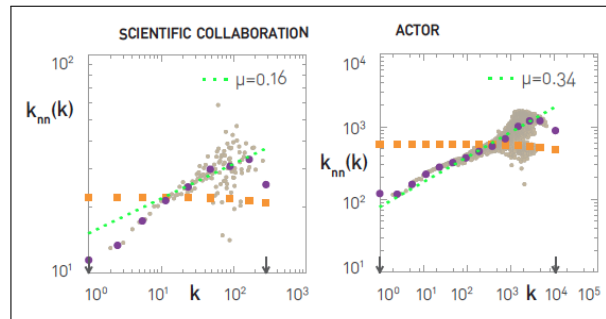 SCIENTIFIC COLLABORATION
ACTOR
10²
k_nn(k)
μ=0.16
10¹
10⁰ 10¹ k 10² 10³
10⁴
μ=0.34
10³
k_nn(k)
10²
10¹
10⁰ 10¹ 10² 10³ k 10⁴ 10⁵